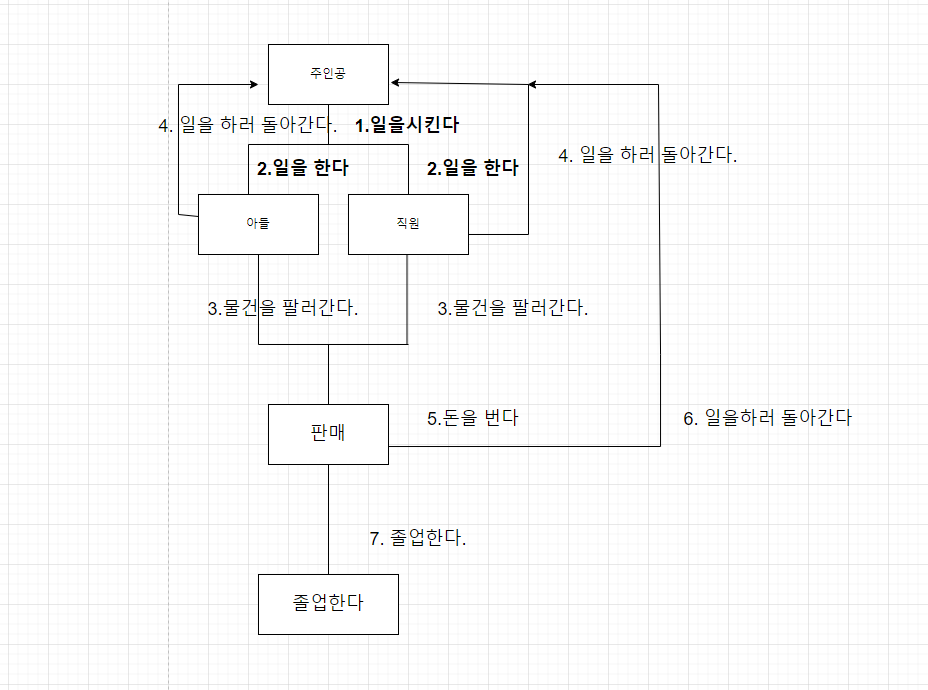 주인공
4. 일을 하러 돌아간다.
1.일을시킨다
4. 일을 하러 돌아간다.
2.일을 한다
2.일을 한다
아들
직원
3.물건을 팔러간다.
3.물건을 팔러간다.
5.돈을 번다
6. 일을하러 돌아간다
판매
7. 졸업한다.
졸업한다